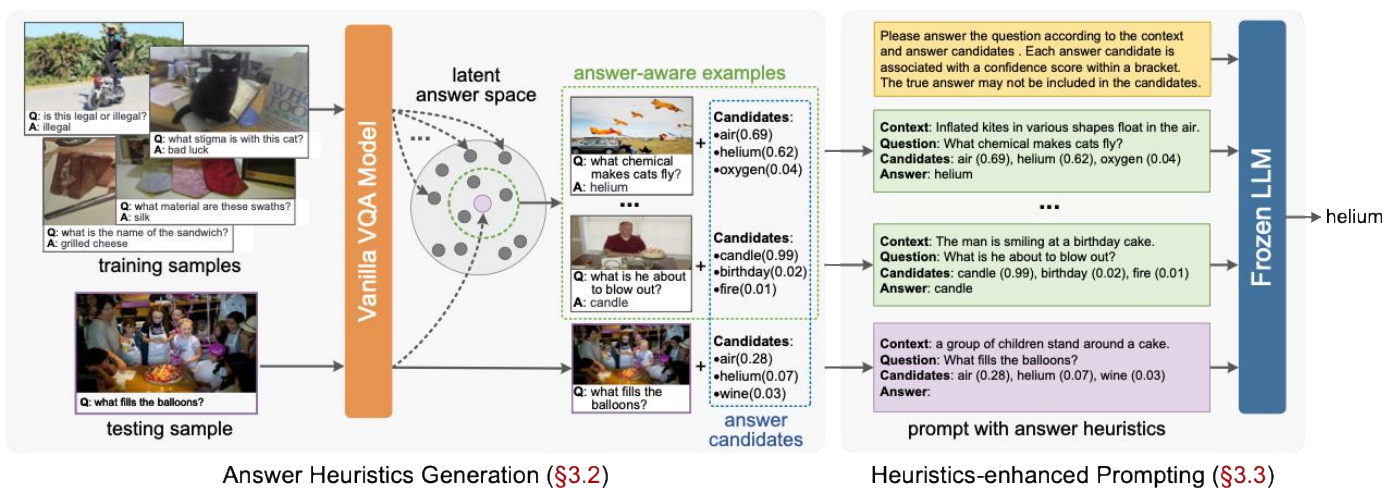 Q: is this legal or illegal?
A: illegal
Q: what stigma is with this cat?
A: bad luck
Q: what material are these swaths?
A: silk
Q: what is the name of the sandwich?
A: grilled cheese
training samples
Q: what fills the balloons?
testing sample
Vanilla VQA Model
latent
answer space
...
answer-aware examples
Q: what chemical
makes cats fly?
A: helium
+
Candidates:
•air(0.69)
•helium(0.62)
•oxygen(0.04)
...
Q: what is he about
to blow out?
A: candle
+
Candidates:
•candle(0.99)
•birthday(0.02)
•fire(0.01)
Q: what fills the
balloons?
+
Candidates:
•air(0.28)
•helium(0.07)
•wine(0.03)
answer
candidates
Answer Heuristics Generation (§3.2)
Please answer the question according to the context
and answer candidates . Each answer candidate is
associated with a confidence score within a bracket.
The true answer may not be included in the candidates.
Context: Inflated kites in various shapes float in the air.
Question: What chemical makes cats fly?
Candidates: air (0.69), helium (0.62), oxygen (0.04)
Answer: helium
...
Context: The man is smiling at a birthday cake.
Question: What is he about to blow out?
Candidates: candle (0.99), birthday (0.02), fire (0.01)
Answer: candle
Context: a group of children stand around a cake.
Question: What fills the balloons?
Candidates: air (0.28), helium (0.07), wine (0.03)
Answer:
prompt with answer heuristics
Frozen LLM
helium
Heuristics-enhanced Prompting (§3.3)